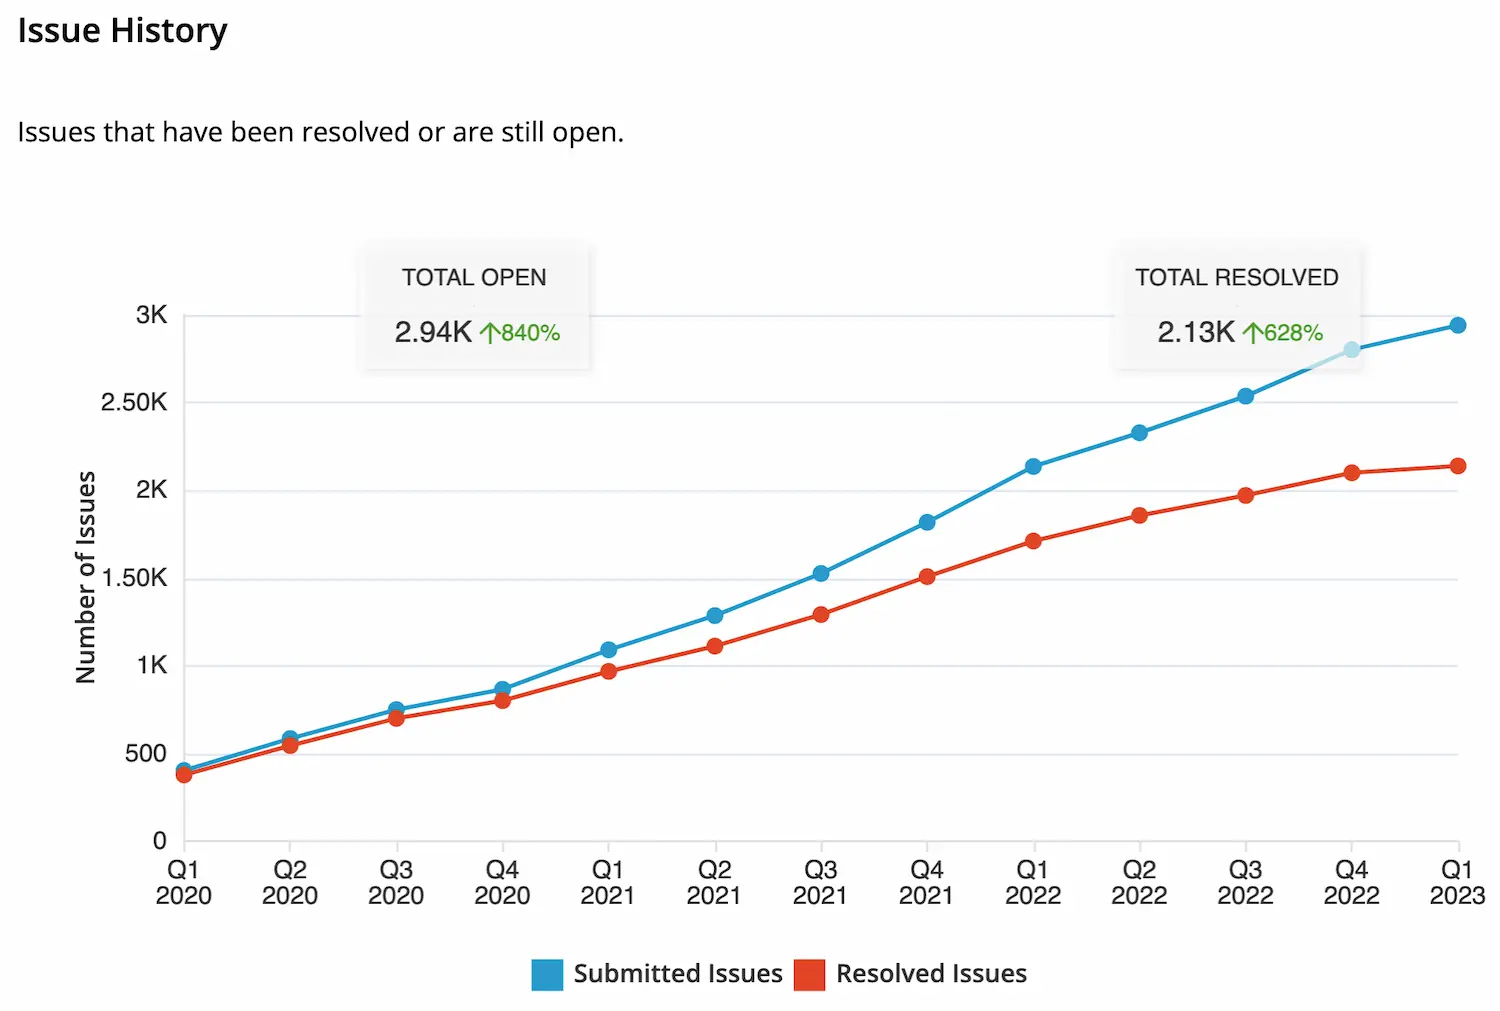 Issue History
Issues that have been resolved or are still open.
TOTAL OPEN
2.94K ↑840%
TOTAL RESOLVED
2.13K ↑628%
Number of Issues
3K
2.50K
2K
1.50K
1K
500
0
Q1 Q2 Q3 Q4 Q1 Q2 Q3 Q4 Q1 Q2 Q3 Q4 Q1
2020 2020 2020 2020 2021 2021 2021 2021 2022 2022 2022 2022 2023
Submitted Issues Resolved Issues